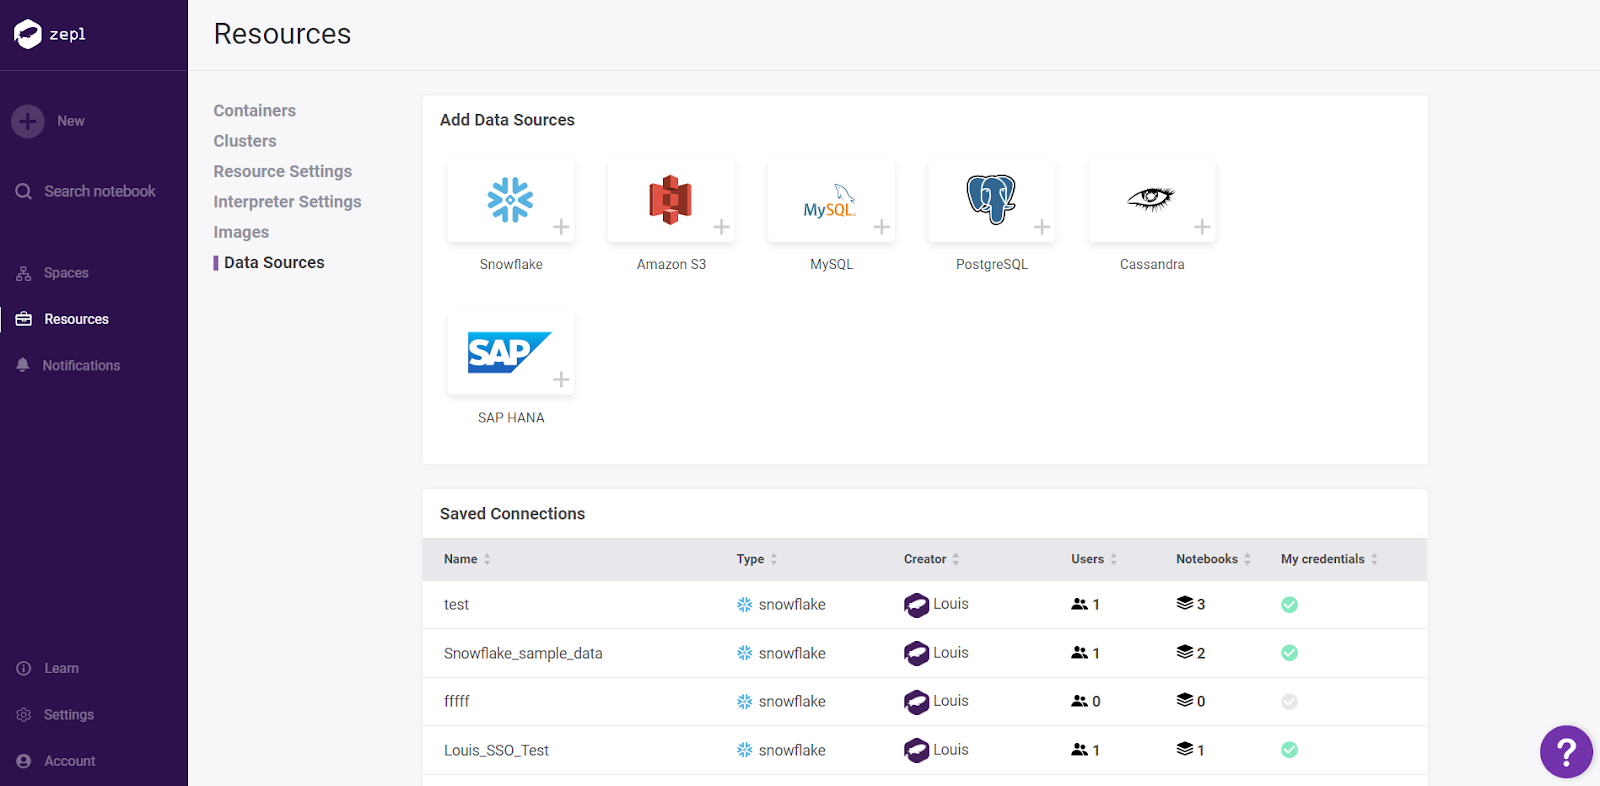 zepl
Resources
New
Search notebook
Spaces
Resources
Notifications
Learn
Settings
Account
Containers
Clusters
Resource Settings
Interpreter Settings
Images
Data Sources
Add Data Sources
MySQL
Snowflake
Amazon S3
MySQL
PostgreSQL
Cassandra
SAP
SAP HANA
Saved Connections
Name Type Creator Users Notebooks My credentials
test snowflake Louis 1 3
Snowflake_sample_data snowflake Louis 1 2
fffff snowflake Louis 0 0
Louis_SSO_Test snowflake Louis 1 1
?